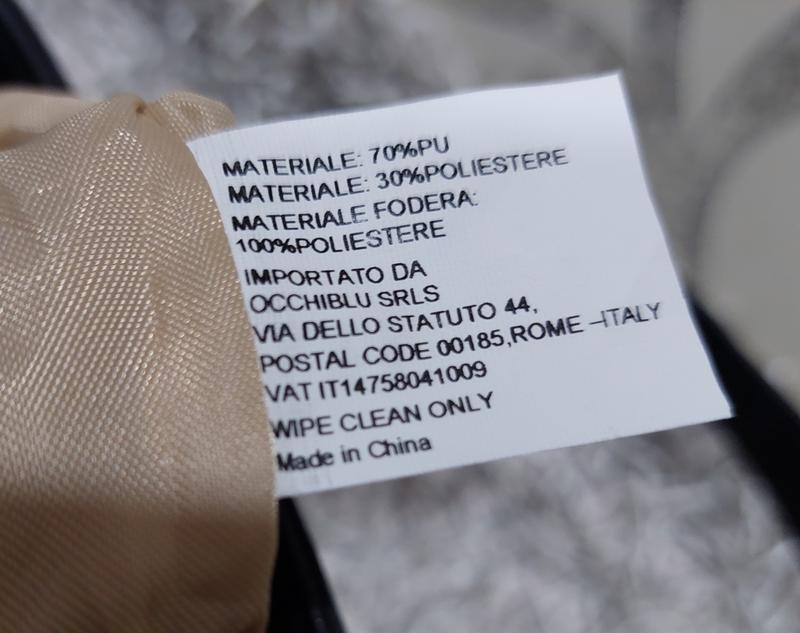 MATERIALE: 70%PU
MATERIALE: 30%POLIESTERE
MATERIALE FODERA:
100%POLIESTERE
IMPORTATO DA
OCCHIBLU SRLS
VIA DELLO STATUTO 44,
POSTAL CODE 00185,ROME –ITALY
VAT IT14758041009
WIPE CLEAN ONLY
Made in China